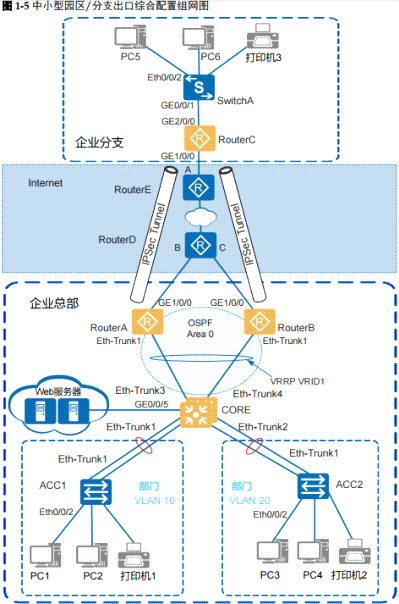 图 1-5 中小型园区/分支出口综合配置组网图
PC5
PC6
打印机3
Eth0/0/2
S
SwitchA
GE0/0/1
GE2/0/0
R
RouterC
企业分支
GE1/0/0
A
Internet
RouterE
R
IPSec Tunnel
IPSec Tunnel
RouterD
R
B
C
企业总部
GE1/0/0
GE1/0/0
RouterA
R
OSPF
Area 0
R
RouterB
Eth-Trunk1
Eth-Trunk1
VRRP VRID1
Web服务器
Eth-Trunk3
Eth-Trunk4
GE0/0/5
CORE
Eth-Trunk1
Eth-Trunk2
Eth-Trunk1
Eth-Trunk1
ACC1
部门
VLAN 10
部门
VLAN 20
ACC2
Eth0/0/2
Eth0/0/2
PC1
PC2
打印机1
PC3
PC4
打印机2